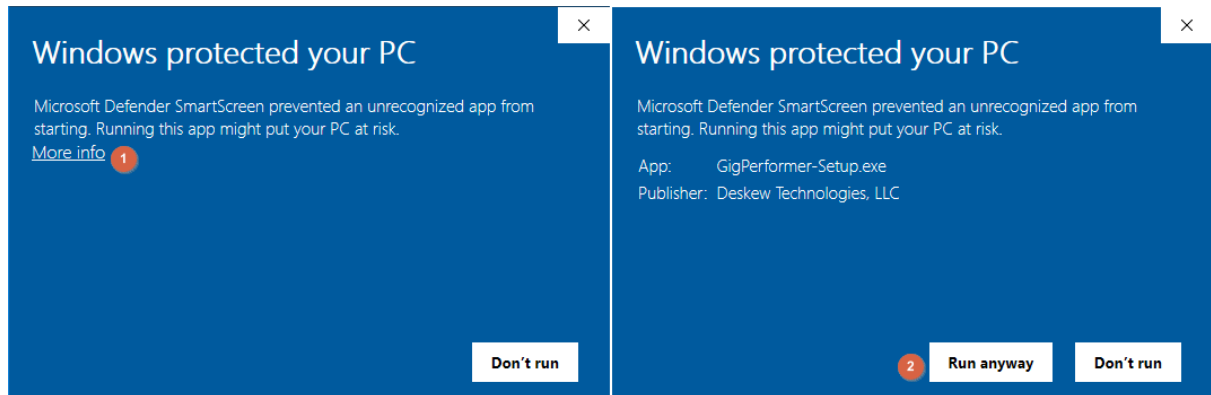 Windows protected your PC
Microsoft Defender SmartScreen prevented an unrecognized app from
starting. Running this app might put your PC at risk.
More info 1
Don't run
Windows protected your PC
Microsoft Defender SmartScreen prevented an unrecognized app from
starting. Running this app might put your PC at risk.
App: GigPerformer-Setup.exe
Publisher: Deskew Technologies, LLC
2 Run anyway Don't run